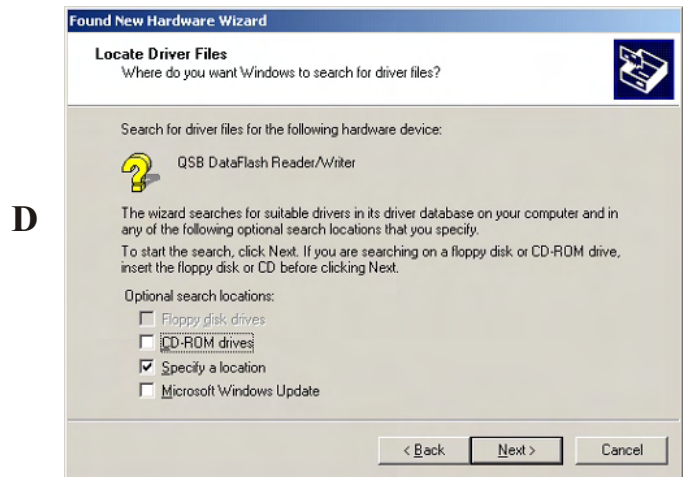 Found New Hardware Wizard
Locate Driver Files
Where do you want Windows to search for driver files?
Search for driver files for the following hardware device:
QSB DataFlash Reader/Writer
D
The wizard searches for suitable drivers in its driver database on your computer and in
any of the following optional search locations that you specify.
To start the search, click Next. If you are searching on a floppy disk or CD-ROM drive,
insert the floppy disk or CD before clicking Next.
Optional search locations:
Floppy disk drives
CD-ROM drives
Specify a location
Microsoft Windows Update
< Back Next > Cancel